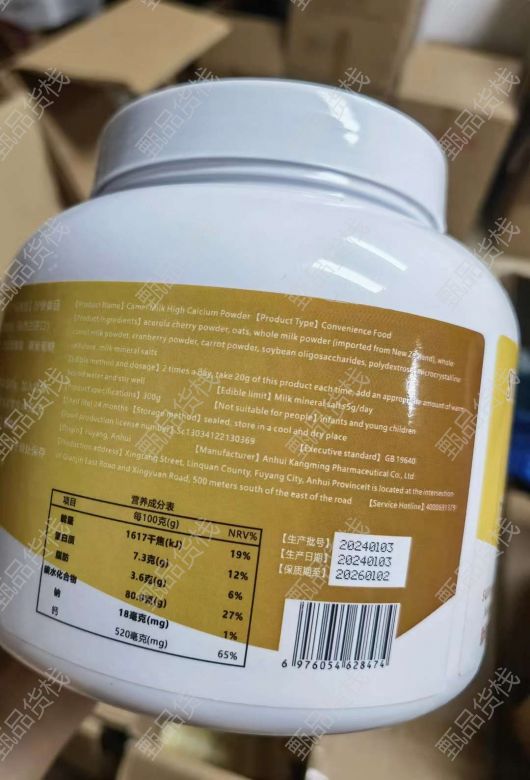 【Product Name】Camel Milk High Calcium Powder 【Product Type】Convenience Food
【Product Ingredients】acerola cherry powder, oats, whole milk powder (imported from New Zealand), whole
camel milk powder, cranberry powder, carrot powder, soybean oligosaccharides, polydextrose, microcrystalline
cellulose, milk mineral salts
【Edible method and dosage】2 times a day, take 20g of this product each time, add an appropriate amount of warm
boiled water and stir well 【Edible limit】Milk mineral salts5g/day
【Product specifications】300g 【Not suitable for people】Infants and young children
【Shelf life】24 months 【Storage method】sealed, store in a cool and dry place
【Food production license number】Sc13034122130369 【Executive standard】GB 19640
【Origin】Fuyang, Anhui 【Manufacturer】Anhui Kangming Pharmaceutical Co., Ltd
【Production address】Xingtang Street, Linquan County, Fuyang City, Anhui ProvinceIt is located at the intersection
of Qianjin East Road and Xingyuan Road, 500 meters south of the east of the road 【Service Hotline】
营养成分表
项目 每100克(g) NRV%
能量 1617千焦(kJ) 19%
蛋白质 7.3克(g) 12%
脂肪 3.6克(g) 6%
碳水化合物 80.9克(g) 27%
钠 18毫克(mg) 1%
钙 520毫克(mg) 65%
【生产批号】20240103
【生产日期】20240103
【保质期至】20260102
6 976054 628474
甄品货栈